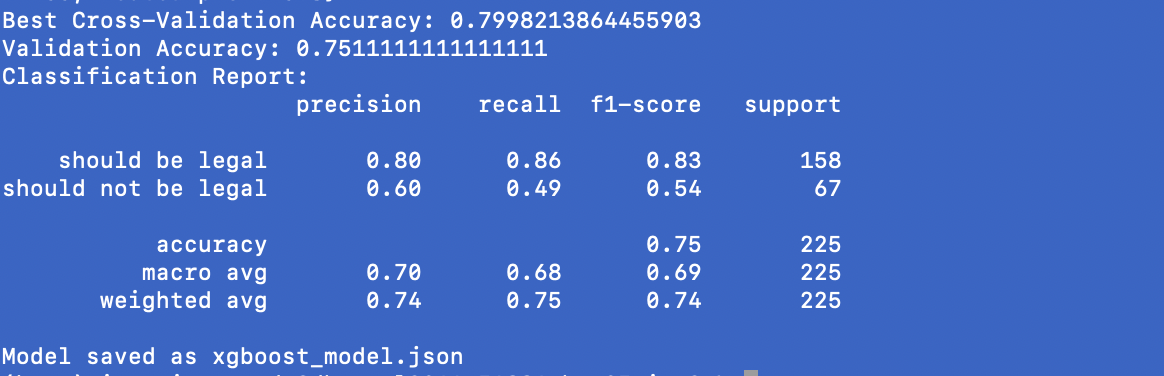 Best Cross-Validation Accuracy: 0.7998213864455903
Validation Accuracy: 0.7511111111111111
Classification Report:
precision recall f1-score support
should be legal 0.80 0.86 0.83 158
should not be legal 0.60 0.49 0.54 67
accuracy 0.75 225
macro avg 0.70 0.68 0.69 225
weighted avg 0.74 0.75 0.74 225
Model saved as xgboost_model.json